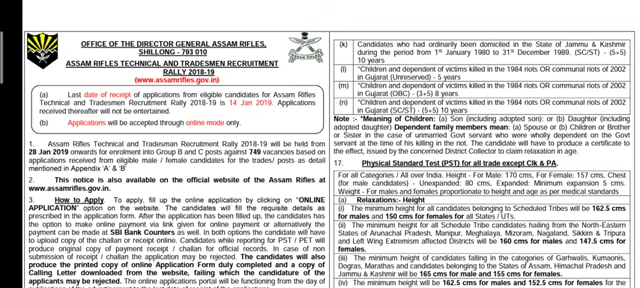 OFFICE OF THE DIRECTOR GENERAL ASSAM RIFLES,
SHILLONG - 793 010
ASSAM RIFLES TECHNICAL AND TRADESMEN RECRUITMENT
RALLY 2018-19
(www.assamrifles.gov.in)
(a) Last date of receipt of applications from eligible candidates for Assam Rifles
Technical and Tradesmen Recruitment Rally 2018-19 is 14 Jan 2019. Applications
received thereafter will not be entertained.
(b) Applications will be accepted through online mode only.
1. Assam Rifles Technical and Tradesmen Recruitment Rally 2018-19 will be held from
28 Jan 2019 onwards for enrolment into Group B and C posts against 749 vacancies based on
applications received from eligible male / female candidates for the trades/ posts as detail
mentioned in Appendix 'A' & 'B'
2. This notice is also available on the official website of the Assam Rifles at
www.assamrifles.gov.in.
3. How to Apply To apply, fill up the online application by clicking on "ONLINE
APPLICATION" option on the website. The candidates will fill the requisite details as
prescribed in the application form. After the application has been filled up, the candidates has
the option to make online payment via link given for online payment or alternatively the
payment can be made at SBI Bank Counters as well. In both options the candidate will have
to upload copy of the challan or receipt online. Candidates while reporting for PST / PET will
produce original copy of payment receipt / challan for official records. In case of non
submission of receipt / challan the application may be rejected. The candidates will also
produce the printed copy of online Application Form duly completed and a copy of
Calling Letter downloaded from the website, failing which the candidature of the
applicants may be rejected. The online applications portal will be functioning from the day of
(k) Candidates who had ordinarily been domiciled in the State of Jammu & Kashmir
during the period from 1st January 1980 to 31st December 1989. (SC/ST) - (5+5)
10 years
(l) *Children and dependent of victims killed in the 1984 riots OR communal riots of 2002
in Gujarat (Unreserved) - 5 years
(m) *Children and dependent of victims killed in the 1984 riots OR communal riots of 2002
in Gujarat (OBC) - (3+5) 8 years
(n) *Children and dependent of victims killed in the 1984 riots OR communal riots of 2002
in Gujarat (SC/ST) - (5+5) 10 years
Note :- *Meaning of Children: (a) Son (including adopted son): or (b) Daughter (including
adopted daughter) Dependent family members mean: (a) Spouse or (b) Children or Brother
or Sister in the case of unmarried Govt servant who were wholly dependent on the Govt
servant at the time of his killing in the riot. The candidate will have to produce a certificate to
the effect, issued by the concerned District Collector to claim relaxation in age.
17. Physical Standard Test (PST) for all trade except Clk & PA.
For all Categories / All over India. Height - For Male: 170 cms, For Female: 157 cms, Chest
(for male candidates) - Unexpanded: 80 cms, Expanded: Minimum expansion 5 cms.
Weight - For males and females proportionate to height and age as per medical standards
(a) Relaxations:- Height
(i) The minimum height for all candidates belonging to Scheduled Tribes will be 162.5 cms
for males and 150 cms for females for all States / UTs.
(ii) The minimum height for all Schedule Tribe candidates hailing from the North-Eastern
States of Arunachal Pradesh, Manipur, Meghalaya, Mizoram, Nagaland, Sikkim & Tripura
and Left Wing Extremism affected Districts will be 160 cms for males and 147.5 cms for
females.
(iii) The minimum height of candidates falling in the categories of Garhwalis, Kumaonis,
Dogras, Marathas and candidates belonging to the States of Assam, Himachal Pradesh and
Jammu & Kashmir will be 165 cms for male and 155 cms for females.
(iv) The minimum height will be 162.5 cms for males and 152.5 cms for females for the